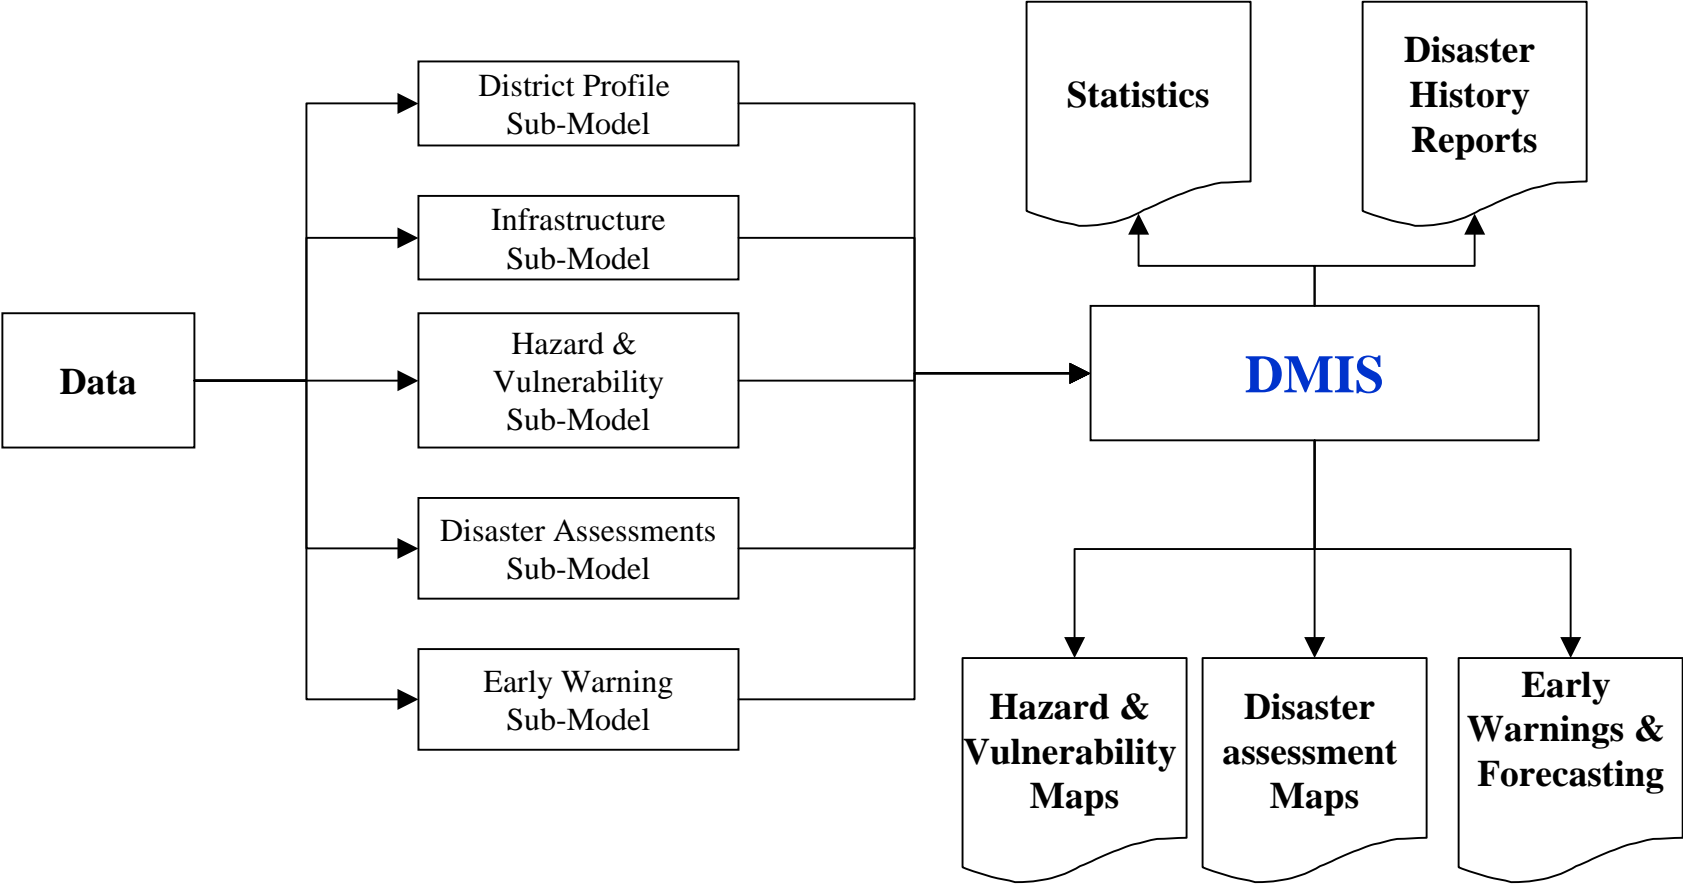 Data
District Profile
Sub-Model
Infrastructure
Sub-Model
Hazard &
Vulnerability
Sub-Model
Disaster Assessments
Sub-Model
Early Warning
Sub-Model
Statistics
Disaster
History
Reports
DMIS
Hazard &
Vulnerability
Maps
Disaster
assessment
Maps
Early
Warnings &
Forecasting